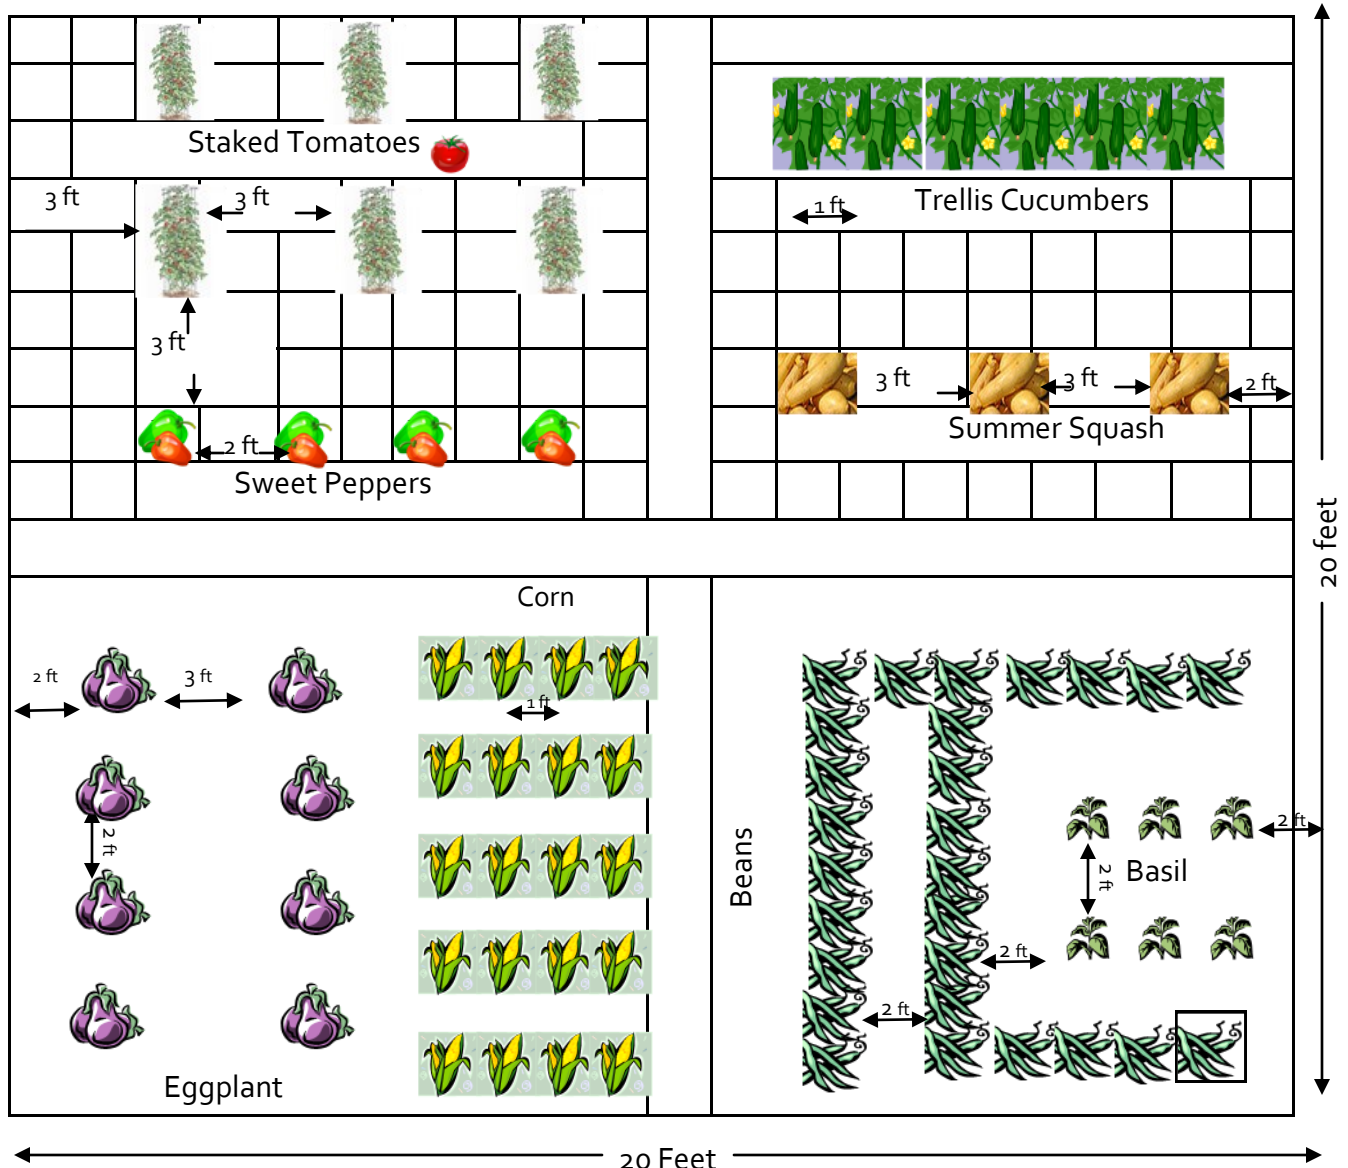 Staked Tomatoes
3 ft
3 ft
3 ft
2 ft
Sweet Peppers
Trellis Cucumbers
1 ft
3 ft
3 ft
2 ft
Summer Squash
20 feet
Corn
2 ft
3 ft
1 ft
2 ft
Eggplant
Beans
2 ft
2 ft
Basil
2 ft
2 ft
20 Feet